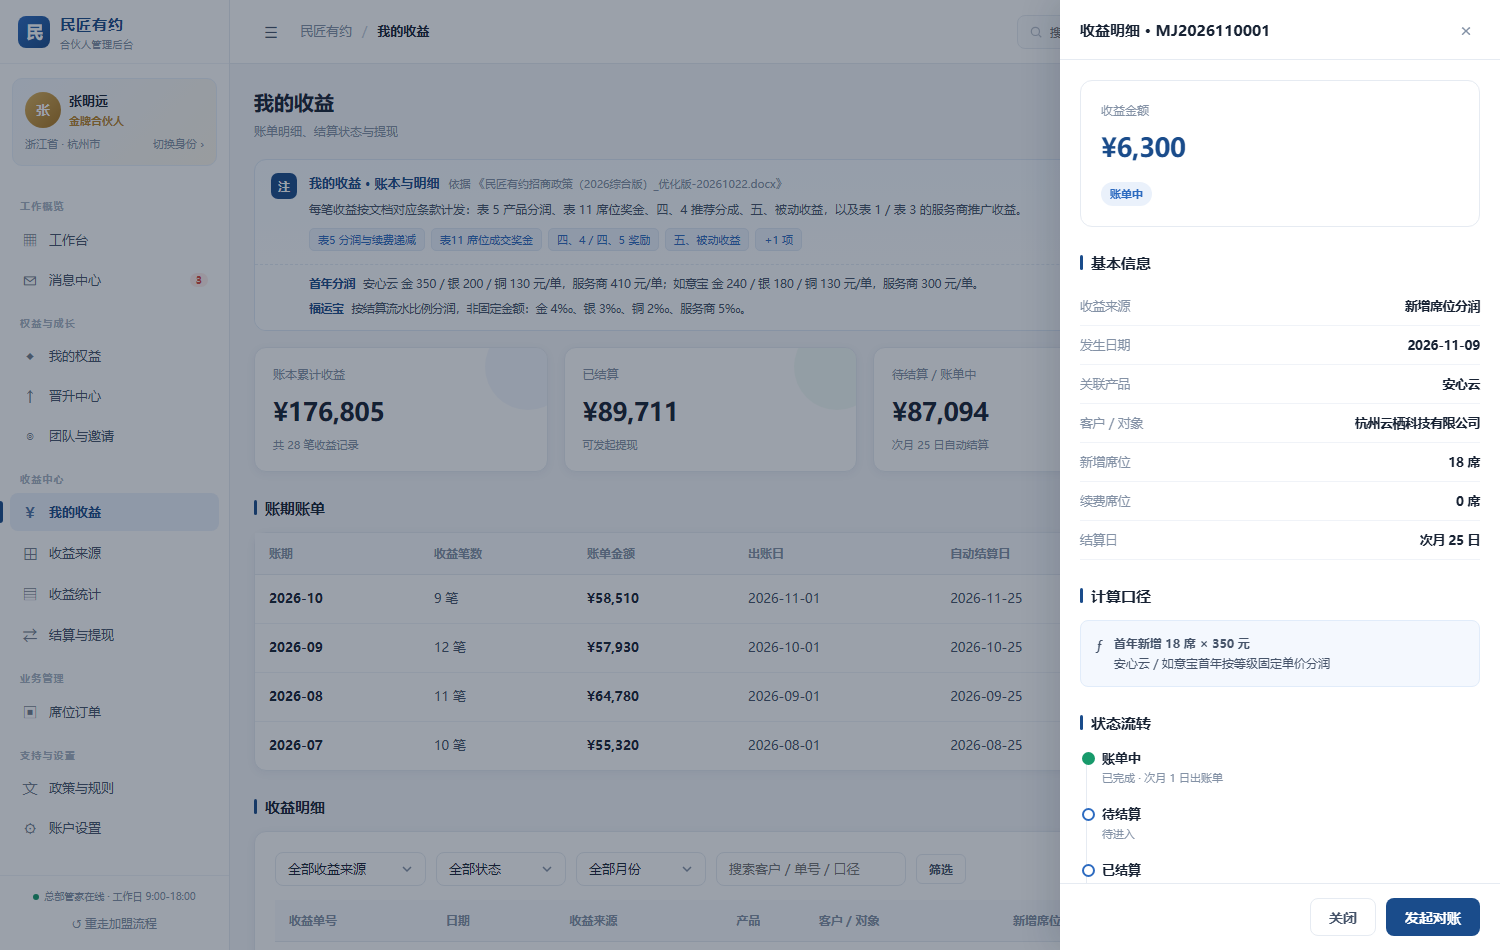 民
民匠有约
合伙人管理后台
张
张明远
金牌合伙人
浙江省 · 杭州市
切换身份 ›
工作概览
工作台
消息中心
3
权益与成长
我的权益
晋升中心
团队与邀请
收益中心
¥ 我的收益
收益来源
收益统计
结算与提现
业务管理
席位订单
支持与设置
文 政策与规则
账户设置
总部管家在线 · 工作日 9:00-18:00
↺ 重走加盟流程
☰ 民匠有约 / 我的收益
搜
我的收益
账单明细、结算状态与提现
注
我的收益 • 账本与明细 依据 《民匠有约招商政策（2026综合版）_优化版-20261022.docx》
每笔收益按文档对应条款计发：表 5 产品分润、表 11 席位奖金、四、4 推荐分成、五、被动收益，以及表 1 / 表 3 的服务商推广收益。
表5 分润与续费递减
表11 席位成交奖金
四、4 / 四、5 奖励
五、被动收益
+1 项
首年分润 安心云 金 350 / 银 200 / 铜 130 元/单，服务商 410 元/单；如意宝 金 240 / 银 180 / 铜 130 元/单，服务商 300 元/单。
福运宝 按结算流水比例分润，非固定金额：金 4‰、银 3‰、铜 2‰、服务商 5‰。
账本累计收益
¥176,805
共 28 笔收益记录
已结算
¥89,711
可发起提现
待结算 / 账单中
¥87,094
次月 25 日自动结算
账期账单
账期 收益笔数 账单金额 出账日 自动结算日
2026-10 9 笔 ¥58,510 2026-11-01 2026-11-25
2026-09 12 笔 ¥57,930 2026-10-01 2026-10-25
2026-08 11 笔 ¥64,780 2026-09-01 2026-09-25
2026-07 10 笔 ¥55,320 2026-08-01 2026-08-25
收益明细
全部收益来源 全部状态 全部月份 搜索客户 / 单号 / 口径 筛选
收益单号 日期 收益来源 产品 客户 / 对象 新增席位
收益明细 • MJ2026110001
×
收益金额
¥6,300
账单中
基本信息
收益来源 新增席位分润
发生日期 2026-11-09
关联产品 安心云
客户 / 对象 杭州云栖科技有限公司
新增席位 18 席
续费席位 0 席
结算日 次月 25 日
计算口径
ƒ 首年新增 18 席 × 350 元
安心云 / 如意宝首年按等级固定单价分润
状态流转
账单中
已完成 · 次月 1 日出账单
待结算
待进入
已结算
关闭 发起对账